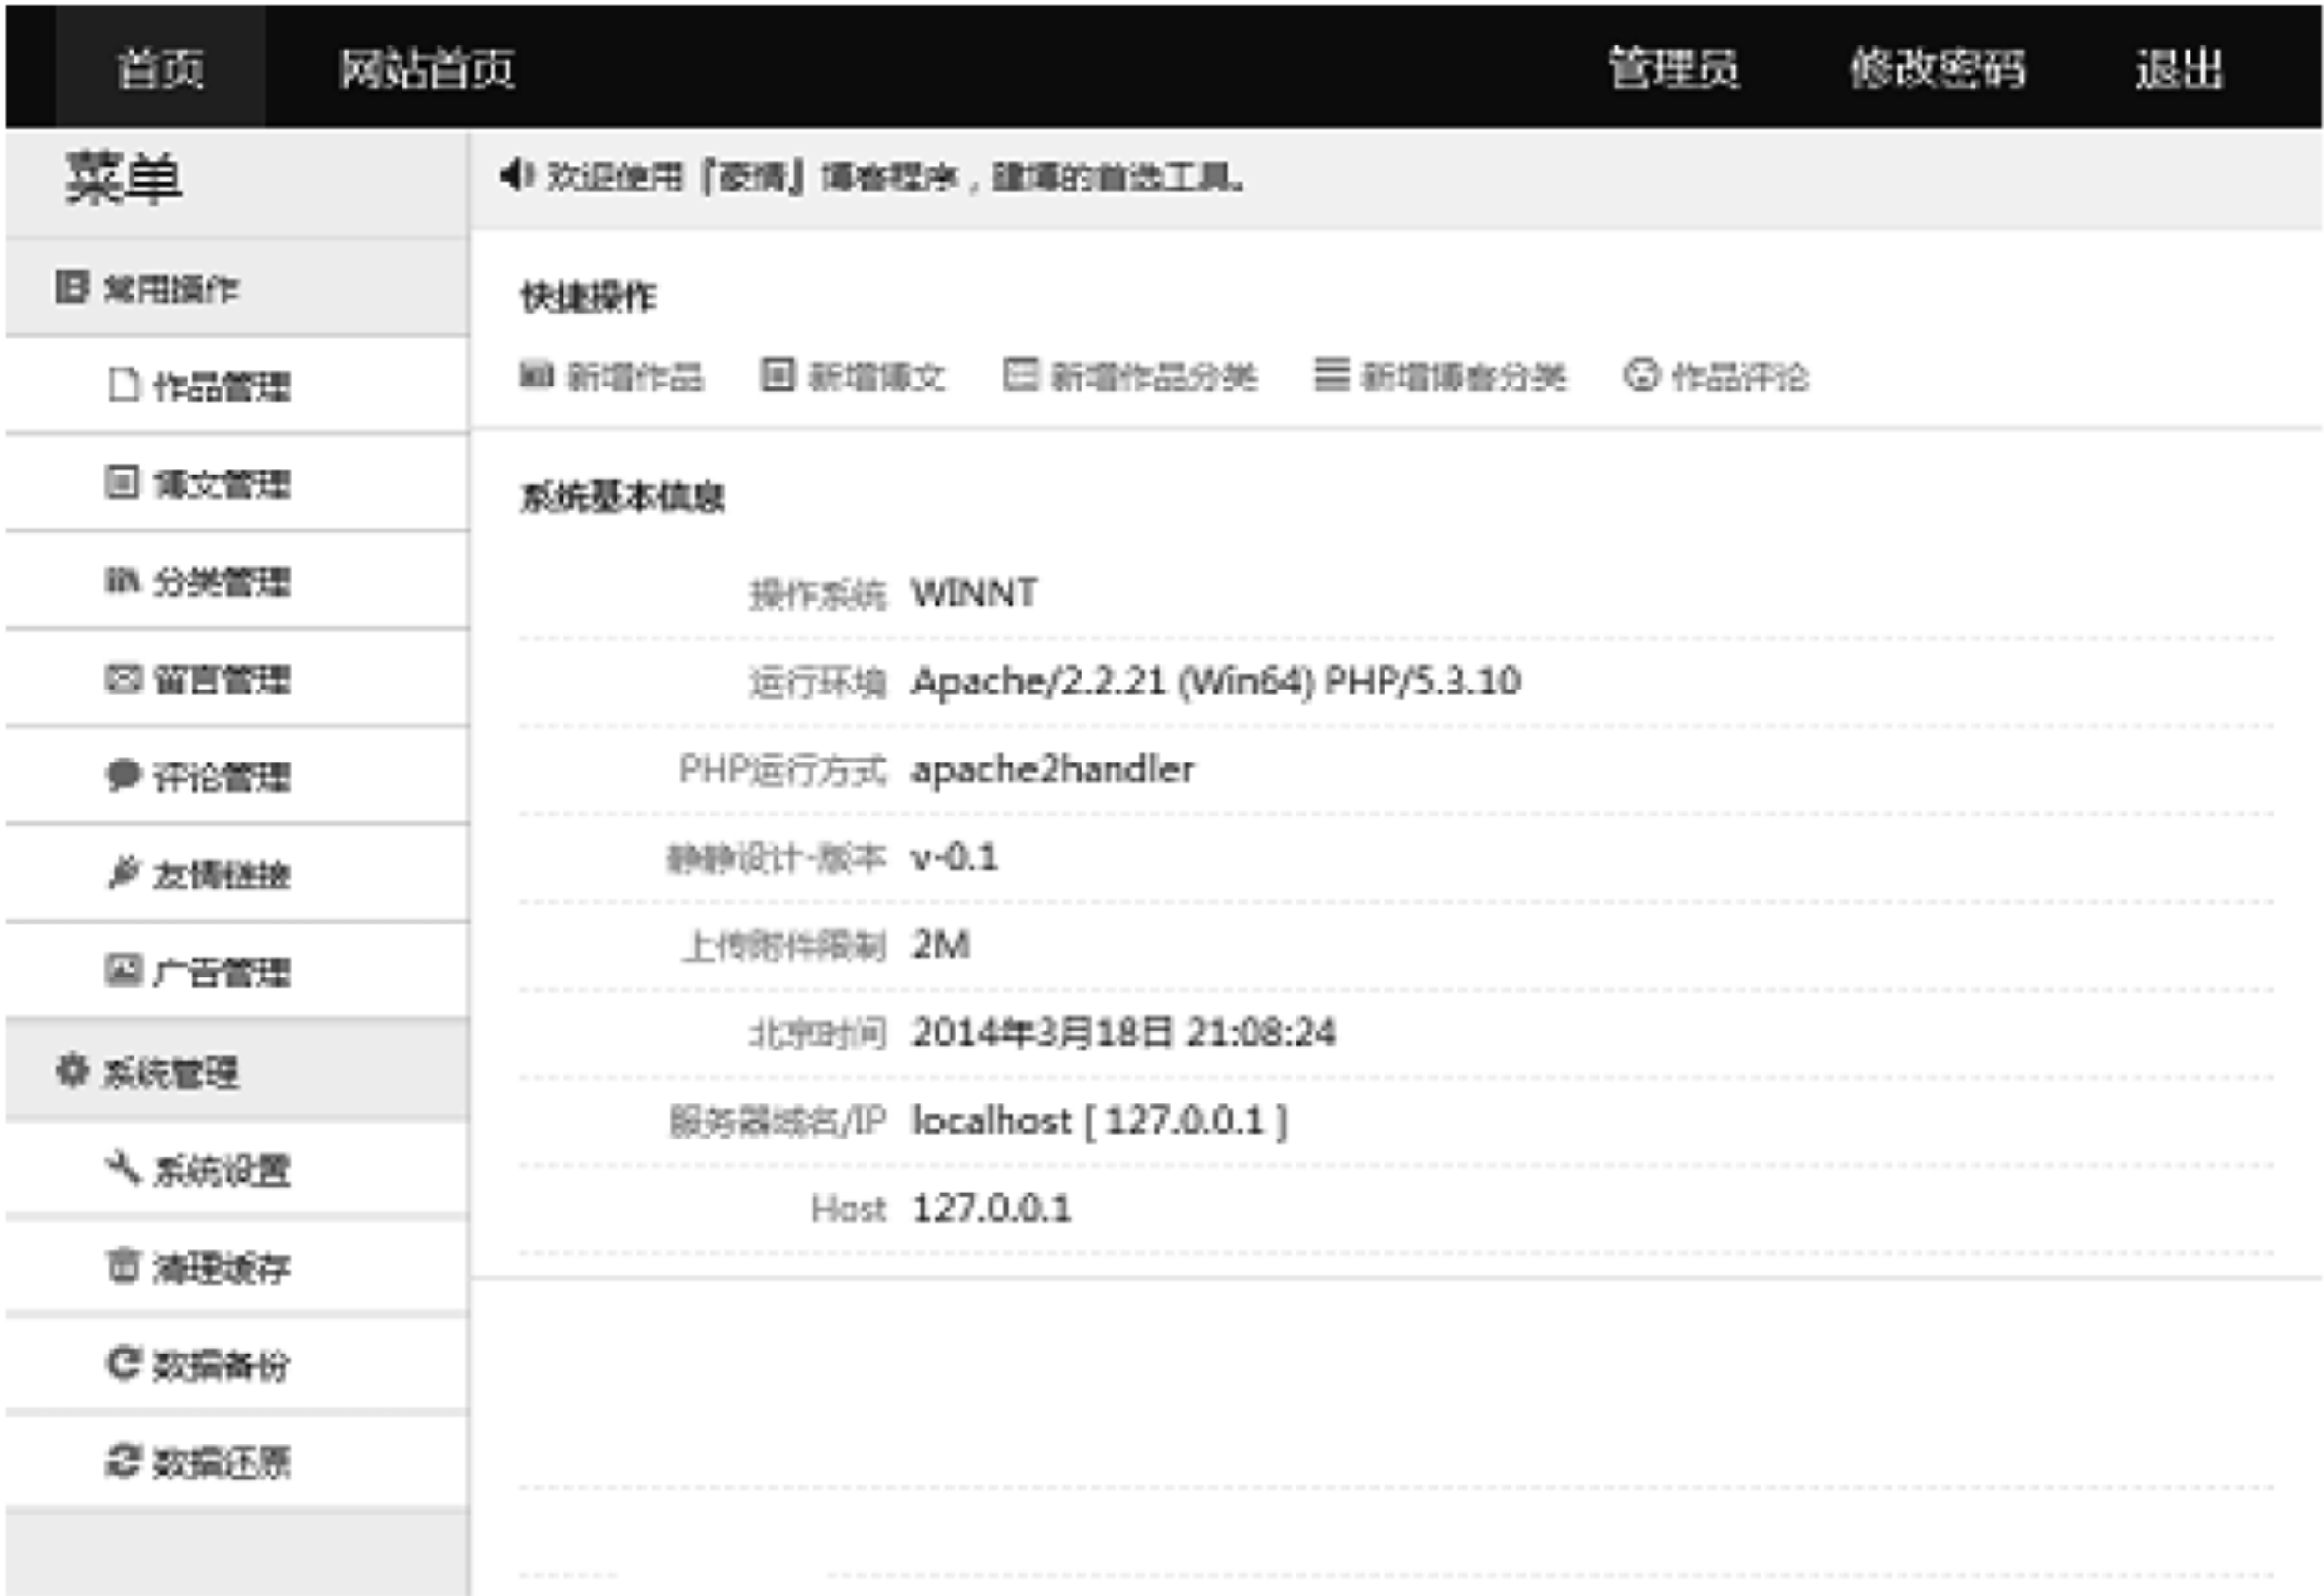 首页 网站首页 管理员 修改密码 退出
菜单
欢迎使用『豪情』博客程序，建博的首选工具。
常用操作
作品管理
博文管理
分类管理
留言管理
评论管理
友情链接
广告管理
系统管理
系统设置
清理缓存
数据备份
数据还原
快捷操作
新增作品 新增博文 新增作品分类 新增博客分类 作品评论
系统基本信息
操作系统 WINNT
运行环境 Apache/2.2.21 (Win64) PHP/5.3.10
PHP运行方式 apache2handler
静静设计-版本 v-0.1
上传附件限制 2M
北京时间 2014年3月18日 21:08:24
服务器域名/IP localhost [ 127.0.0.1 ]
Host 127.0.0.1